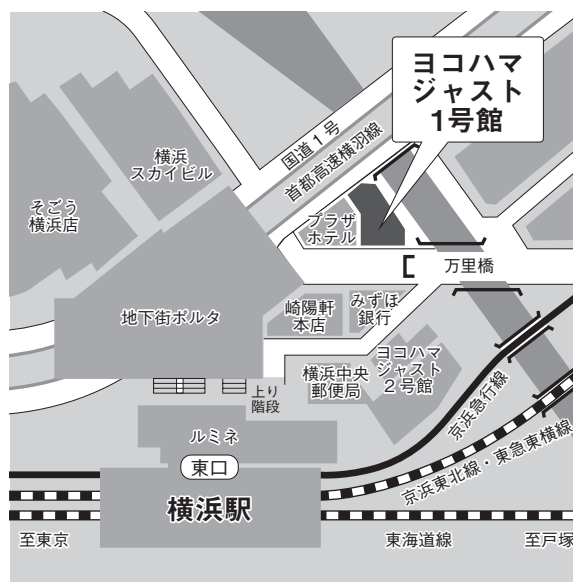 ヨコハマ
ジャスト
1号館
国道1号
首都高速横羽線
横浜
スカイビル
そごう
横浜店
プラザ
ホテル
万里橋
地下街ポルタ
崎陽軒
本店
みずほ
銀行
ヨコハマ
ジャスト
2号館
横浜中央
郵便局
上り
階段
ルミネ
東口
横浜駅
京浜急行線
京浜東北線・東急東横線
至東京
東海道線
至戸塚